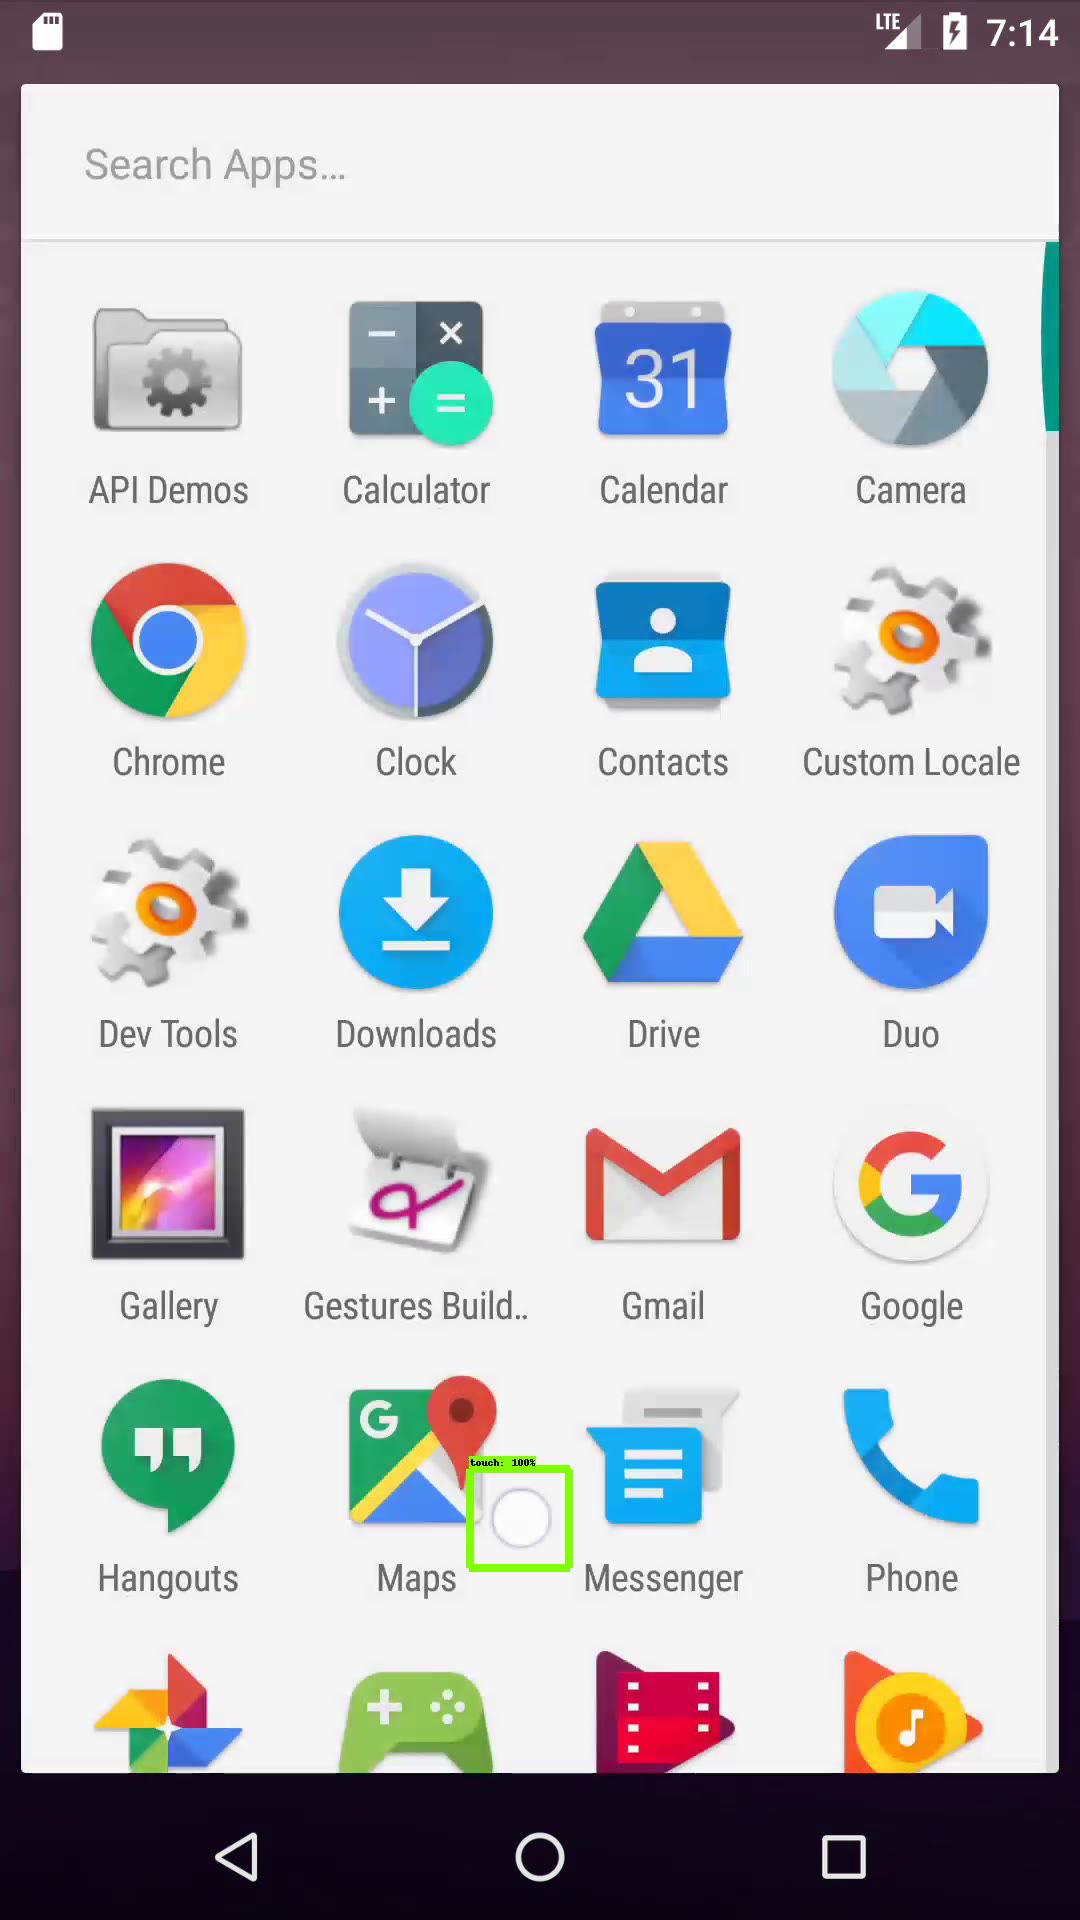 LTE 7:14
Search Apps...
31
API Demos Calculator Calendar Camera
Chrome Clock Contacts Custom Locale
Dev Tools Downloads Drive Duo
G
Gallery Gestures Build.. Gmail Google
G
touch: 100%
Hangouts Maps Messenger Phone